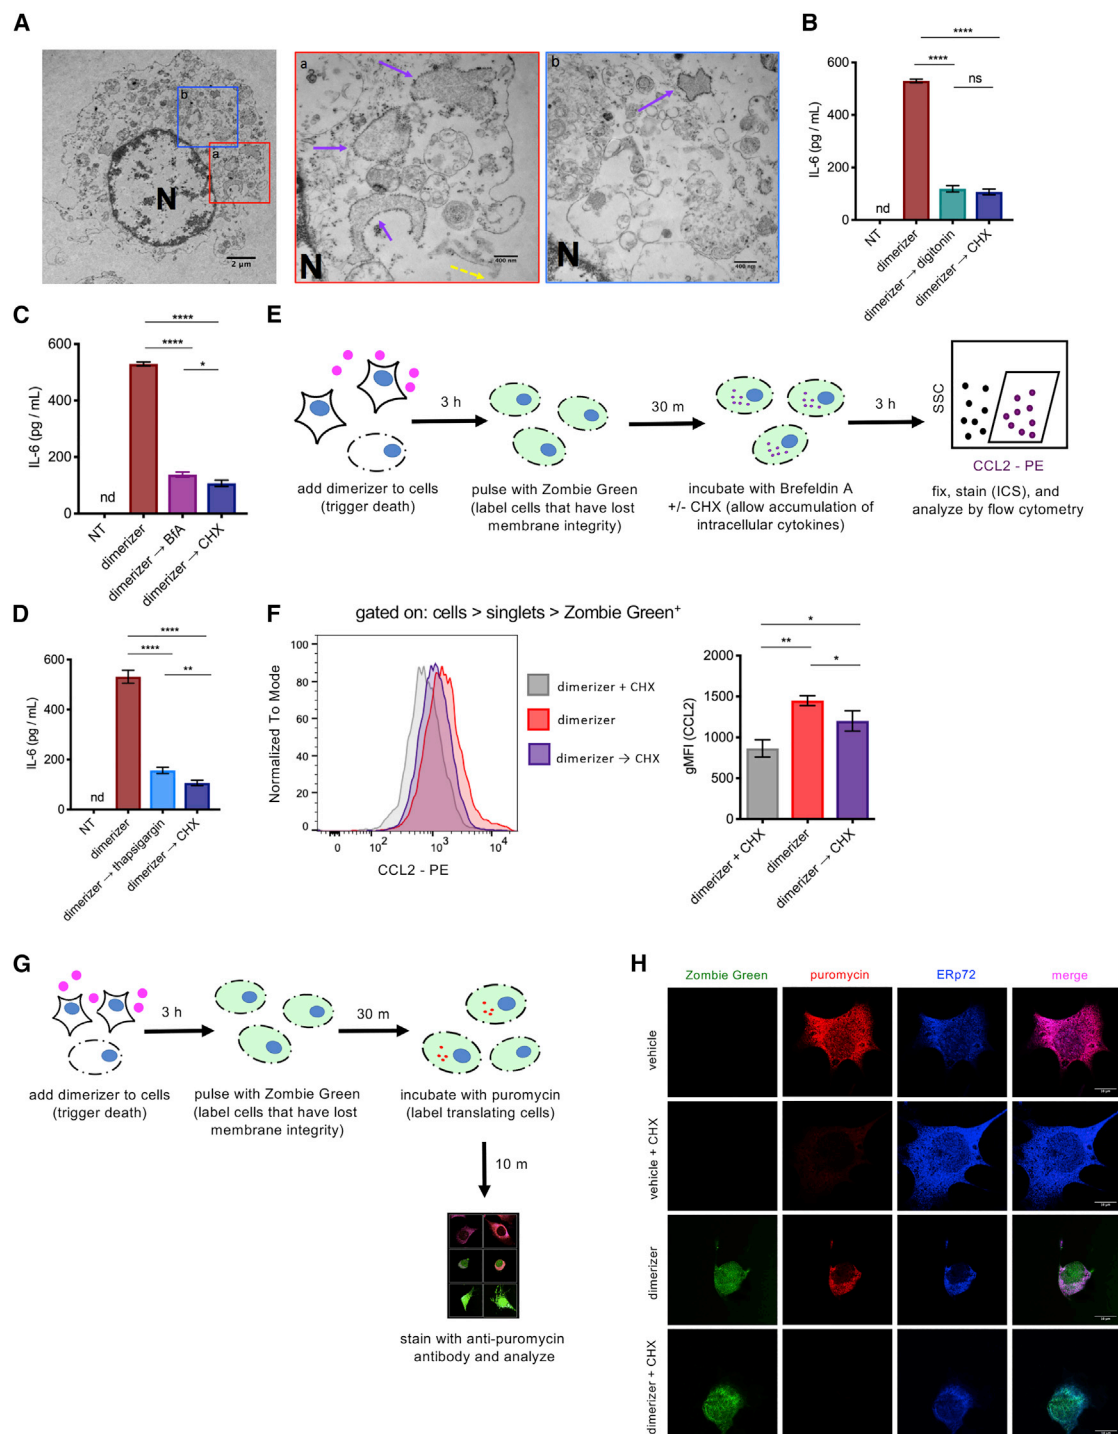 A
b
a
N
2 µm
a
N
400 nm
b
N
400 nm
B
IL-6 (pg / mL)
600
400
200
0
****
****
ns
nd
NT
dimerizer
dimerizer → digitonin
dimerizer → CHX
C
IL-6 (pg / mL)
600
400
200
0
****
****
*
nd
NT
dimerizer
dimerizer → BfA
dimerizer → CHX
E
3 h
30 m
3 h
add dimerizer to cells
(trigger death)
pulse with Zombie Green
(label cells that have lost
membrane integrity)
incubate with Brefeldin A
+/- CHX (allow accumulation of
intracellular cytokines)
SSC
CCL2 - PE
fix, stain (ICS), and
analyze by flow cytometry
D
IL-6 (pg / mL)
600
400
200
0
****
****
**
nd
NT
dimerizer
dimerizer → thapsigargin
dimerizer → CHX
F
gated on: cells > singlets > Zombie Green+
Normalized To Mode
100
80
60
40
20
0
0
10²
10³
10⁴
CCL2 - PE
dimerizer + CHX
dimerizer
dimerizer → CHX
gMFI (CCL2)
2000
1500
1000
500
0
*
**
*
dimerizer + CHX
dimerizer
dimerizer → CHX
G
3 h
30 m
add dimerizer to cells
(trigger death)
pulse with Zombie Green
(label cells that have lost
membrane integrity)
incubate with puromycin
(label translating cells)
10 m
stain with anti-puromycin
antibody and analyze
H
Zombie Green
puromycin
ERp72
merge
vehicle
vehicle + CHX
dimerizer
dimerizer + CHX